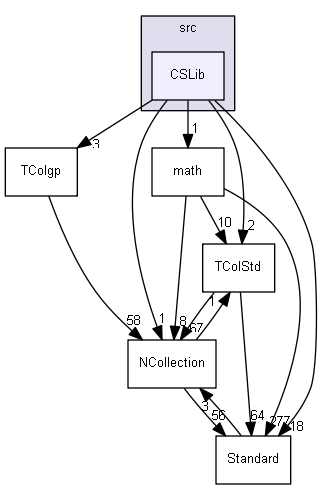 src
CSLib
3
1
TColgp
math
10
2
TColStd
58
1
8
1
67
NCollection
3
56
64
277
18
Standard